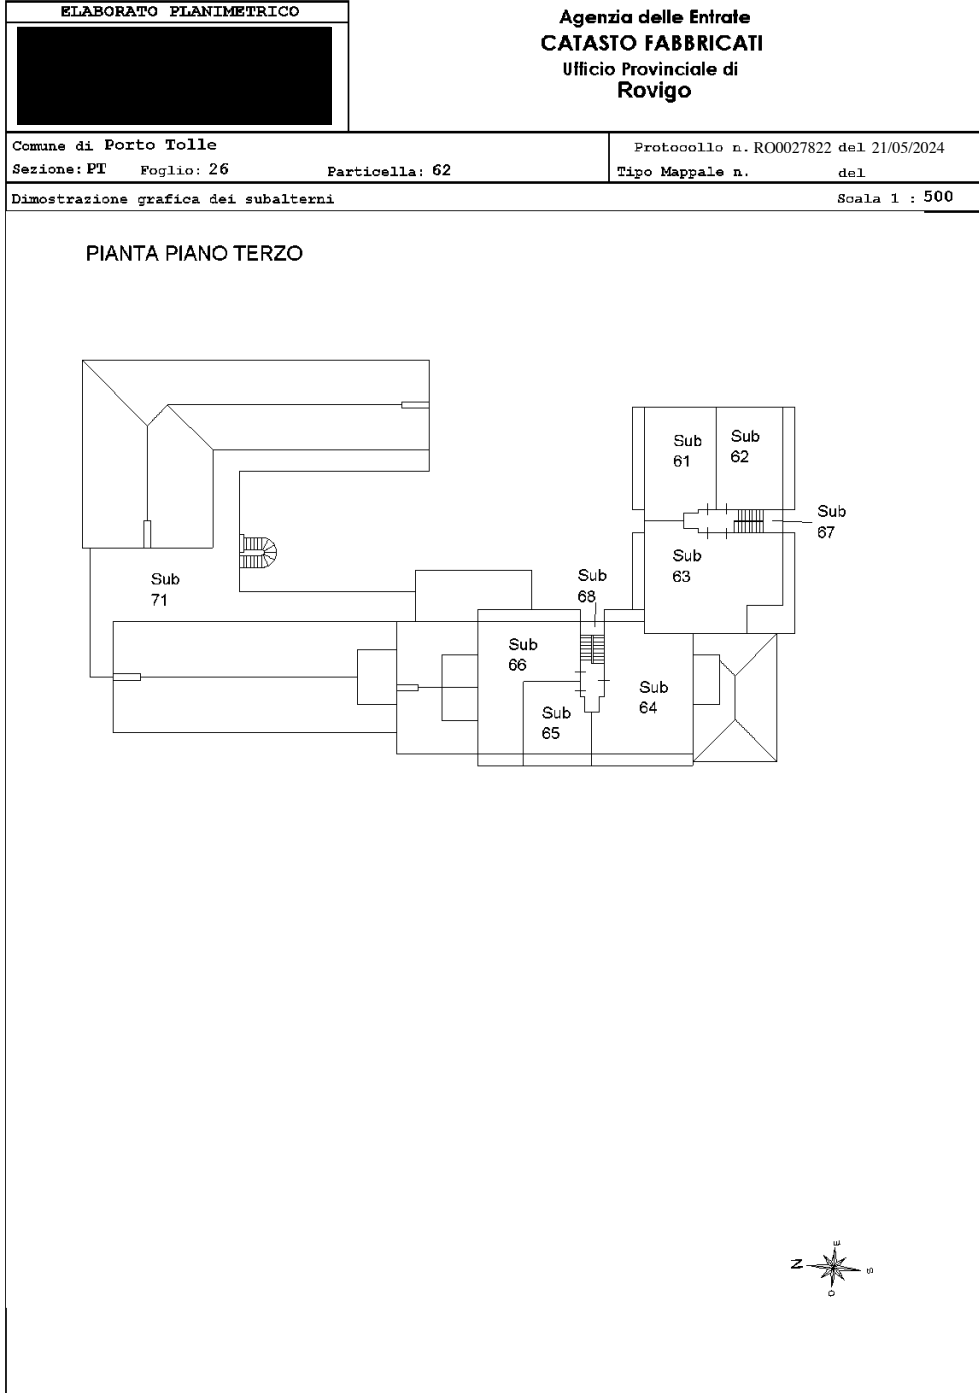 ELABORATO PLANIMETRICO
Agenzia delle Entrate
CATASTO FABBRICATI
Ufficio Provinciale di
Rovigo
Comune di Porto Tolle
Sezione: PT Foglio: 26 Particella: 62
Protocollo n. RO0027822 del 21/05/2024
Tipo Mappale n. del
Dimostrazione grafica dei subalterni
Scala 1 : 500
PIANTA PIANO TERZO
Sub
61
Sub
62
Sub
67
Sub
63
Sub
68
Sub
71
Sub
66
Sub
64
Sub
65
E
N
S
O